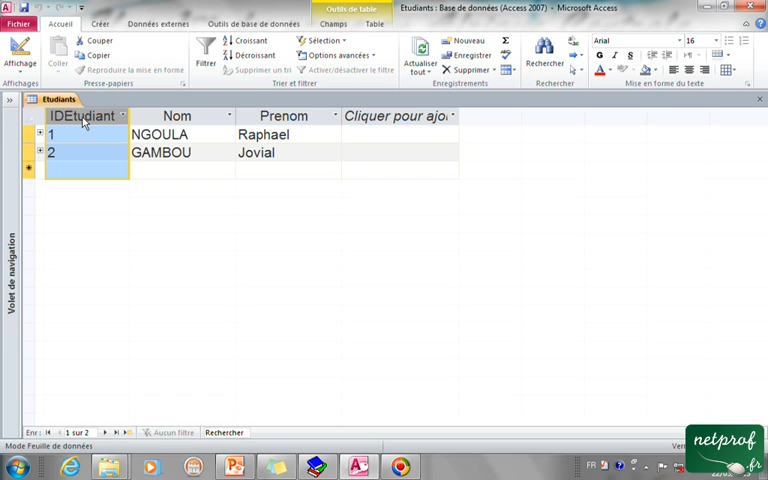 Outils de table
Etudiants : Base de données (Access 2007) - Microsoft Access
Fichier Accueil Créer Données externes Outils de base de données Champs Table
Affichage
Affichages
Coller
Couper
Copier
Reproduire la mise en forme
Presse-papiers
Filtrer
Croissant
Décroissant
Supprimer un tri
Sélection
Options avancées
Activer/désactiver le filtre
Trier et filtrer
Actualiser
tout
Nouveau
Enregistrer
Supprimer
Enregistrements
Rechercher
Rechercher
Arial 16
G I S
Mise en forme du texte
Etudiants
IDEtudiant Nom Prenom Cliquer pour ajou
1 NGOULA Raphael
2 GAMBOU Jovial
Volet de navigation
Enr : 1 sur 2 Aucun filtre Rechercher
Mode Feuille de données
FR
netprof
.fr